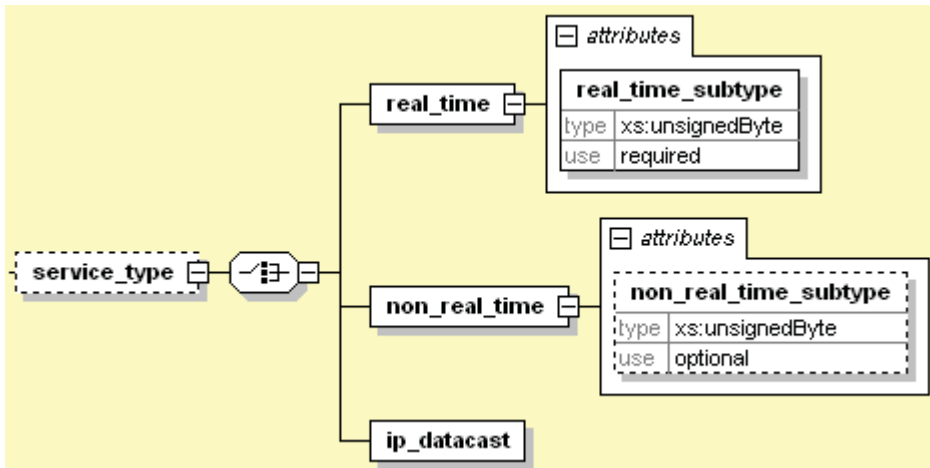 attributes
real_time_subtype
type xs:unsignedByte
use required
real_time
attributes
service_type
non_real_time_subtype
type xs:unsignedByte
use optional
non_real_time
ip_datacast